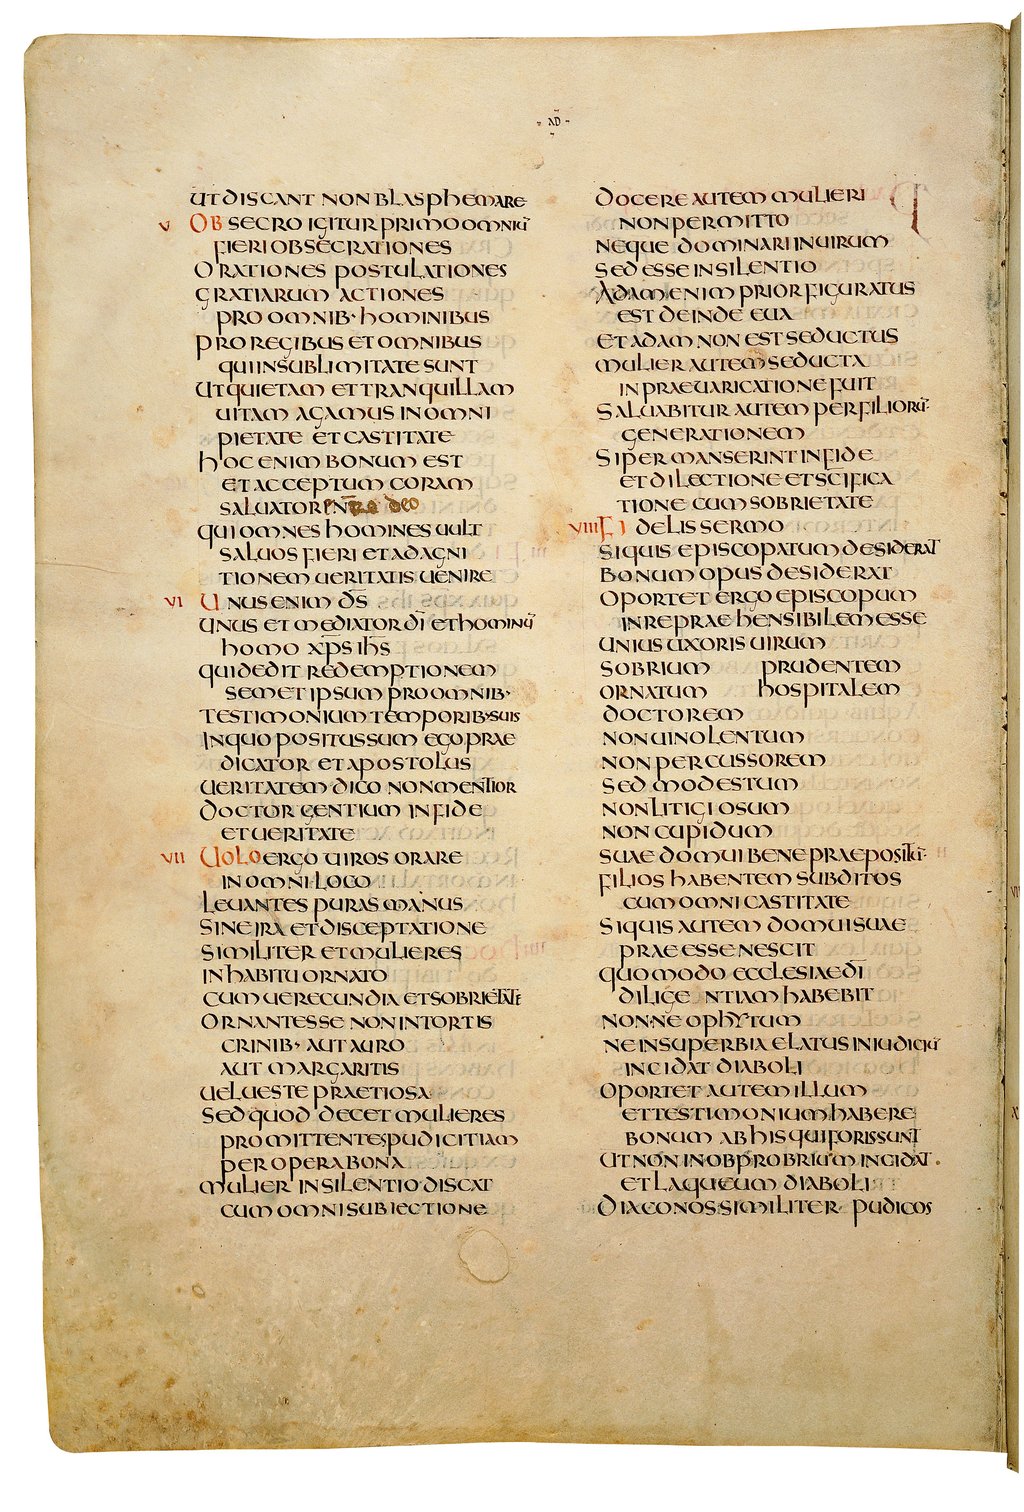 ·AD·
UT DISCANT NON BLASPHEMARE
V OBSECRO IGITUR PRIMO OMNIŪ
FIERI OBSECRATIONES
ORATIONES POSTULATIONES
GRATIARUM ACTIONES
PRO OMNIB· HOMINIBUS
PRO REGIBUS ET OMNIBUS
QUI IN SUBLIMITATE SUNT
UT QUIETAM ET TRANQUILLAM
UITAM AGAMUS IN OMNI
PIETATE ET CASTITATE
HOC ENIM BONUM EST
ET ACCEPTUM CORAM
SALUATORE DEO
QUI OMNES HOMINES UULT
SALUOS FIERI ET AD AGNI
TIONEM UERITATIS UENIRE
VI UNUS ENIM D̄S
UNUS ET MEDIATOR DĪ ET HOMINŪ
HOMO XP̄S IH̄S
QUI DEDIT REDEMPTIONEM
SEMET IPSUM PRO OMNIB·
TESTIMONIUM TEMPORIB· SUIS
IN QUO POSITUS SUM EGO PRAE
DICATOR ET APOSTOLUS
UERITATEM DICO NON MENTIOR
DOCTOR GENTIUM IN FIDE
ET UERITATE
VII UOLO ERGO UIROS ORARE
IN OMNI LOCO
LEUANTES PURAS MANUS
SINE IRA ET DISCEPTATIONE
SIMILITER ET MULIERES
IN HABITU ORNATO
CUM UERECUNDIA ET SOBRIETATE
ORNANTES SE NON IN TORTIS
CRINIB· AUT AURO
AUT MARGARITIS
UEL UESTE PRAETIOSA
SED QUOD DECET MULIERES
PROMITTENTES PUDICITIAM
PER OPERA BONA
MULIER IN SILENTIO DISCAT
CUM OMNI SUBIECTIONE
DOCERE AUTEM MULIERI
NON PERMITTO
NEQUE DOMINARI IN UIRUM
SED ESSE IN SILENTIO
ADAM ENIM PRIOR FIGURATUS
EST DEINDE EUA
ET ADAM NON EST SEDUCTUS
MULIER AUTEM SEDUCTA
IN PRAEUARICATIONE FUIT
SALUABITUR AUTEM PER FILIORŪ·
GENERATIONEM
SI PERMANSERINT IN FIDE
ET DILECTIONE ET SC̄IFICA
TIONE CUM SOBRIETATE
VIII FIDELIS SERMO
SI QUIS EPISCOPATUM DESIDERAT
BONUM OPUS DESIDERAT
OPORTET ERGO EPISCOPUM
INREPRAEHENSIBILEM ESSE
UNIUS UXORIS UIRUM
SOBRIUM PRUDENTEM
ORNATUM HOSPITALEM
DOCTOREM
NON UINOLENTUM
NON PERCUSSOREM
SED MODESTUM
NON LITIGIOSUM
NON CUPIDUM
SUAE DOMUI BENE PRAEPOSITŪ·
FILIOS HABENTEM SUBDITOS
CUM OMNI CASTITATE
SI QUIS AUTEM DOMUI SUAE
PRAEESSE NESCIT
QUOMODO ECCLESIAE DĪ
DILIGENTIAM HABEBIT
NON NEOPHYTUM
NE IN SUPERBIA ELATUS IN IUDICIŪ
INCIDAT DIABOLI
OPORTET AUTEM ILLUM
ET TESTIMONIUM HABERE
BONUM AB HIS QUI FORIS SUNT
UT NON IN OBPROBRIUM INCIDAT·
ET LAQUEUM DIABOLI
DIACONOS SIMILITER PUDICOS